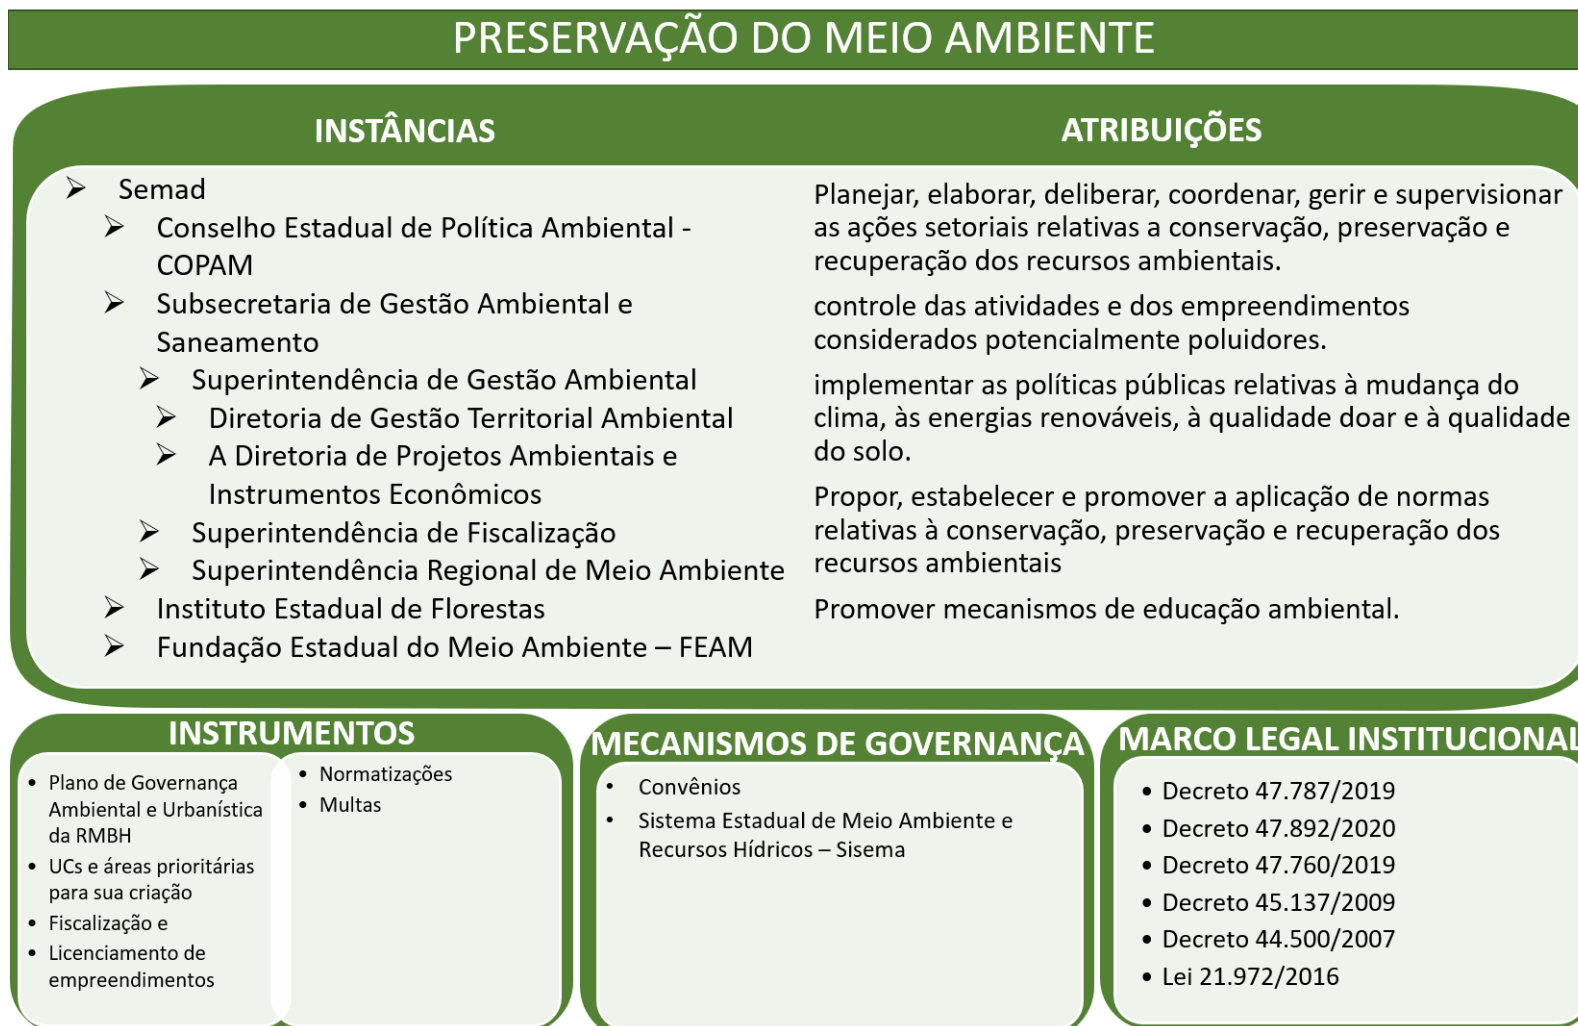 PRESERVAÇÃO DO MEIO AMBIENTE
INSTÂNCIAS
Semad
Conselho Estadual de Política Ambiental -
COPAM
Subsecretaria de Gestão Ambiental e
Saneamento
Superintendência de Gestão Ambiental
Diretoria de Gestão Territorial Ambiental
A Diretoria de Projetos Ambientais e
Instrumentos Econômicos
Superintendência de Fiscalização
Superintendência Regional de Meio Ambiente
Instituto Estadual de Florestas
Fundação Estadual do Meio Ambiente – FEAM
ATRIBUIÇÕES
Planejar, elaborar, deliberar, coordenar, gerir e supervisionar
as ações setoriais relativas a conservação, preservação e
recuperação dos recursos ambientais.
controle das atividades e dos empreendimentos
considerados potencialmente poluidores.
implementar as políticas públicas relativas à mudança do
clima, às energias renováveis, à qualidade doar e à qualidade
do solo.
Propor, estabelecer e promover a aplicação de normas
relativas à conservação, preservação e recuperação dos
recursos ambientais
Promover mecanismos de educação ambiental.
INSTRUMENTOS
• Plano de Governança
Ambiental e Urbanística
da RMBH
• UCs e áreas prioritárias
para sua criação
• Fiscalização e
• Licenciamento de
empreendimentos
• Normatizações
• Multas
MECANISMOS DE GOVERNANÇA
• Convênios
• Sistema Estadual de Meio Ambiente e
Recursos Hídricos – Sisema
MARCO LEGAL INSTITUCIONAL
• Decreto 47.787/2019
• Decreto 47.892/2020
• Decreto 47.760/2019
• Decreto 45.137/2009
• Decreto 44.500/2007
• Lei 21.972/2016